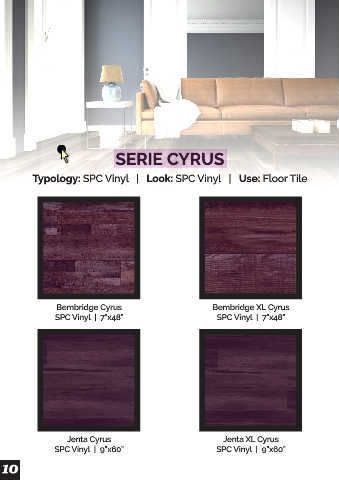 SERIE CYRUS
Typology: SPC Vinyl | Look: SPC Vinyl | Use: Floor Tile
Bembridge Cyrus
SPC Vinyl | 7"x48"
Bembridge XL Cyrus
SPC Vinyl | 7"x48"
Jenta Cyrus
SPC Vinyl | 9"x60"
Jenta XL Cyrus
SPC Vinyl | 9"x60"
10